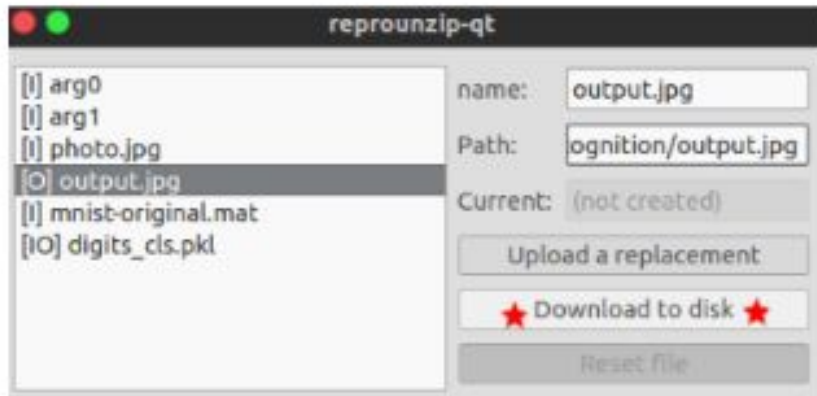 reprounzip-qt
[I] arg0
[I] arg1
[I] photo.jpg
[O] output.jpg
[I] mnist-original.mat
[IO] digits_cls.pkl
name: output.jpg
Path: ognition/output.jpg
Current: (not created)
Upload a replacement
Download to disk
Reset file